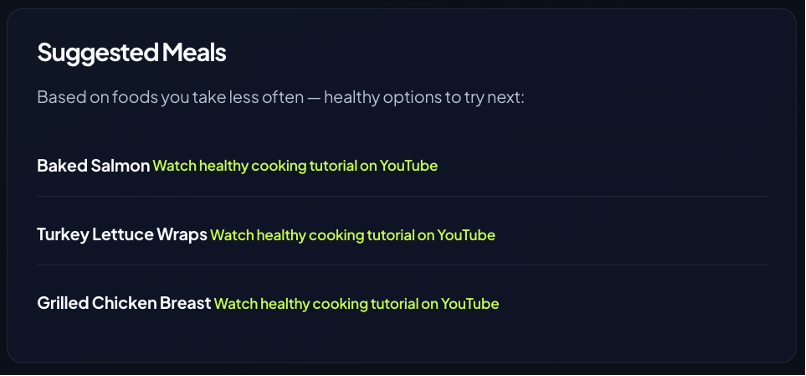 Suggested Meals
Based on foods you take less often — healthy options to try next:
Baked Salmon Watch healthy cooking tutorial on YouTube
Turkey Lettuce Wraps Watch healthy cooking tutorial on YouTube
Grilled Chicken Breast Watch healthy cooking tutorial on YouTube